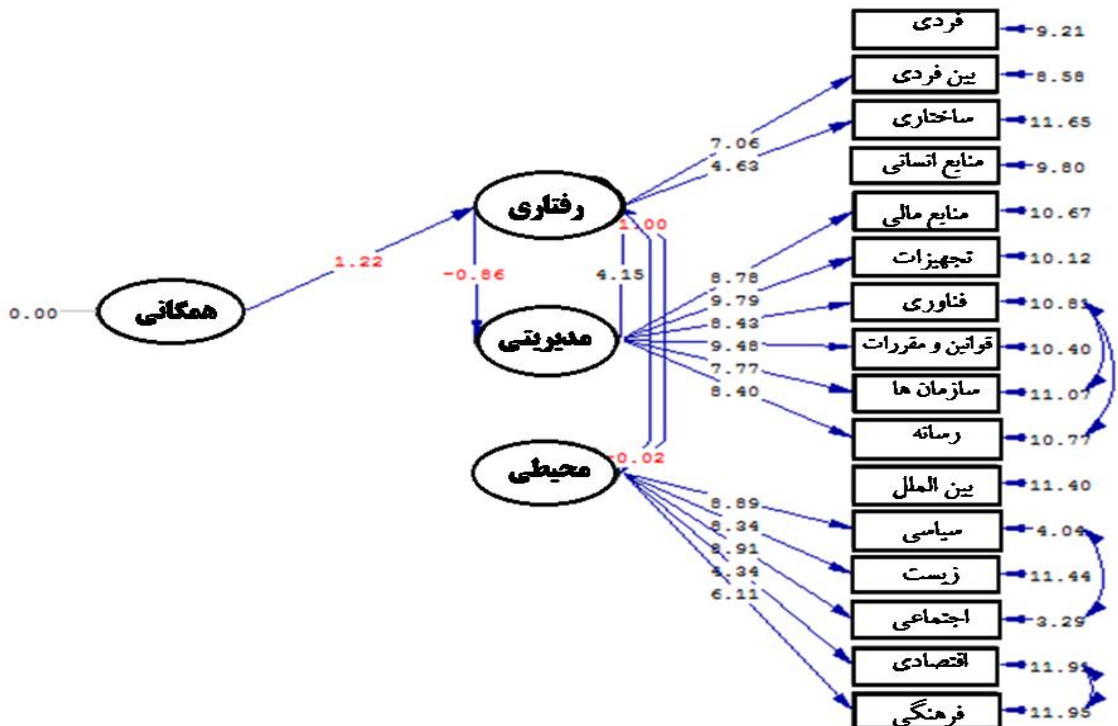 فردی
9.21
بین فردی
8.58
ساختاری
11.65
منابع انسانی
9.80
منابع مالی
10.67
تجهیزات
10.12
فناوری
10.81
قوانین و مقررات
10.40
سازمان ها
11.07
رسانه
10.77
بین الملل
11.40
سیاسی
4.04
زیست
11.44
اجتماعی
3.29
اقتصادی
11.91
فرهنگی
11.95
7.06
4.63
رفتاری
1.00
1.22
-0.86
4.15
8.78
9.79
8.43
9.48
7.77
8.40
0.00
همگانی
مدیریتی
محیطی
-0.02
8.89
8.34
8.91
4.34
6.11